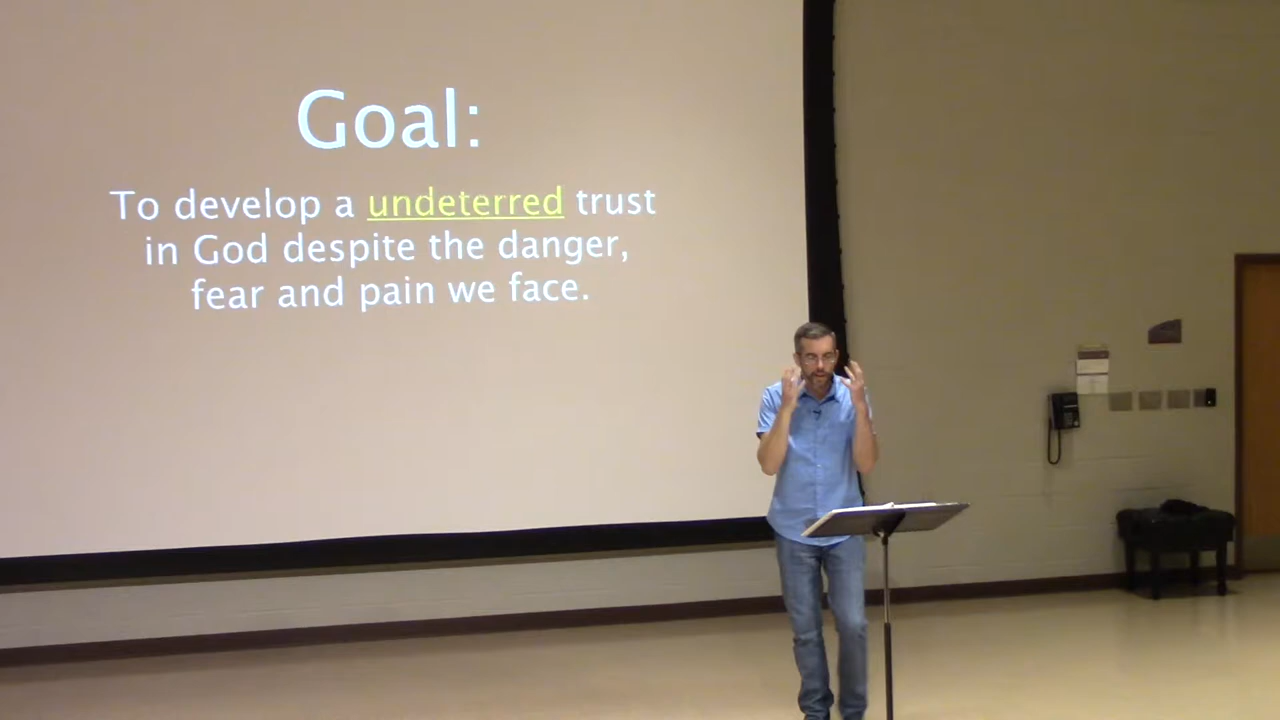 Goal:
To develop a undeterred trust
in God despite the danger,
fear and pain we face.